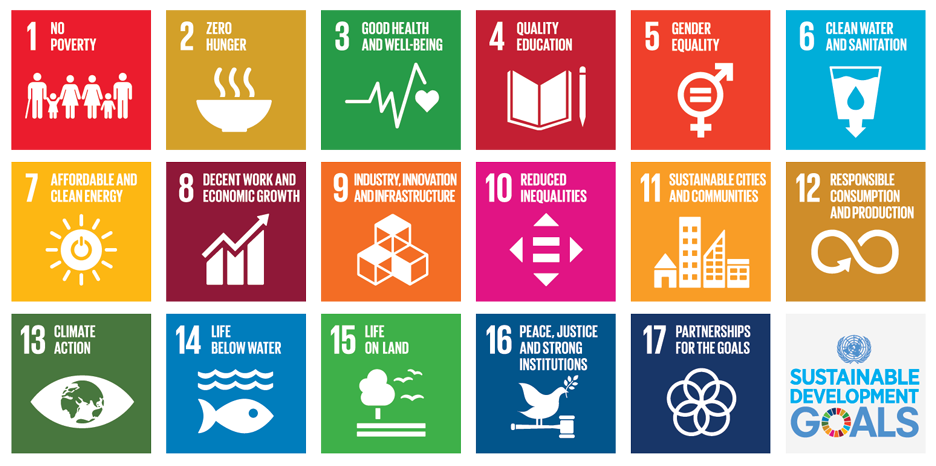 1 NO
POVERTY
2 ZERO
HUNGER
3 GOOD HEALTH
AND WELL-BEING
4 QUALITY
EDUCATION
5 GENDER
EQUALITY
6 CLEAN WATER
AND SANITATION
7 AFFORDABLE AND
CLEAN ENERGY
8 DECENT WORK AND
ECONOMIC GROWTH
9 INDUSTRY, INNOVATION
AND INFRASTRUCTURE
10 REDUCED
INEQUALITIES
11 SUSTAINABLE CITIES
AND COMMUNITIES
12 RESPONSIBLE
CONSUMPTION
AND PRODUCTION
13 CLIMATE
ACTION
14 LIFE
BELOW WATER
15 LIFE
ON LAND
16 PEACE, JUSTICE
AND STRONG
INSTITUTIONS
17 PARTNERSHIPS
FOR THE GOALS
SUSTAINABLE
DEVELOPMENT
GOALS